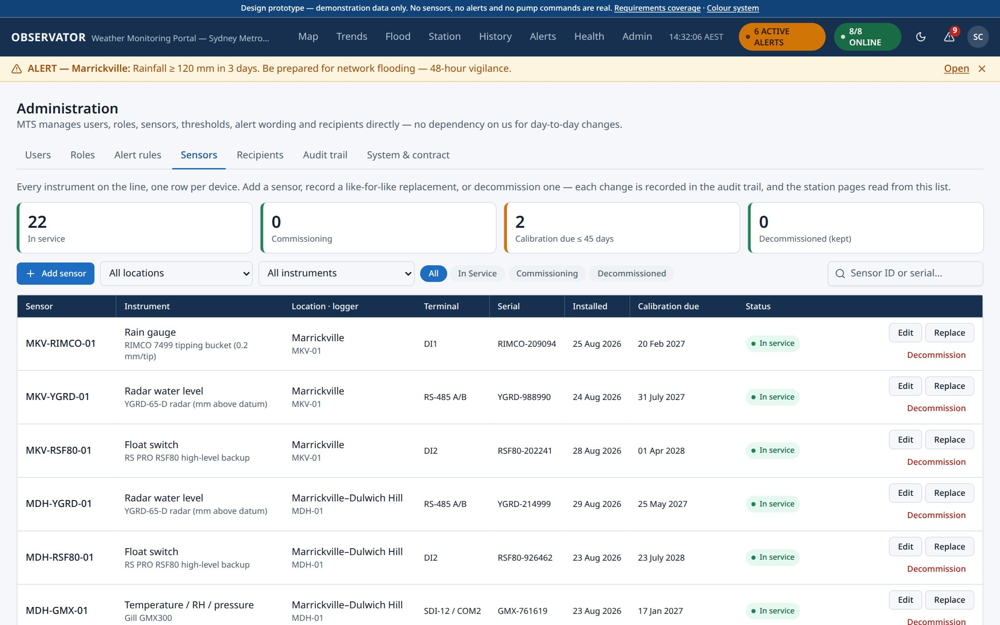 Design prototype — demonstration data only. No sensors, no alerts and no pump commands are real. Requirements coverage · Colour system
OBSERVATOR Weather Monitoring Portal — Sydney Metro... Map Trends Flood Station History Alerts Health Admin 14:32:06 AEST 6 ACTIVE ALERTS 8/8 ONLINE 9 SC
ALERT — Marrickville: Rainfall ≥ 120 mm in 3 days. Be prepared for network flooding — 48-hour vigilance. Open
Administration
MTS manages users, roles, sensors, thresholds, alert wording and recipients directly — no dependency on us for day-to-day changes.
Users Roles Alert rules Sensors Recipients Audit trail System & contract
Every instrument on the line, one row per device. Add a sensor, record a like-for-like replacement, or decommission one — each change is recorded in the audit trail, and the station pages read from this list.
22 0 2 0
In service Commissioning Calibration due ≤ 45 days Decommissioned (kept)
Add sensor All locations All instruments All In Service Commissioning Decommissioned Sensor ID or serial...
Sensor Instrument Location · logger Terminal Serial Installed Calibration due Status
MKV-RIMCO-01 Rain gauge Marrickville DI1 RIMCO-209094 25 Aug 2026 20 Feb 2027 In service Edit Replace
RIMCO 7499 tipping bucket (0.2 MKV-01
mm/tip) Decommission
MKV-YGRD-01 Radar water level Marrickville RS-485 A/B YGRD-988990 24 Aug 2026 31 July 2027 In service Edit Replace
YGRD-65-D radar (mm above datum) MKV-01 Decommission
MKV-RSF80-01 Float switch Marrickville DI2 RSF80-202241 28 Aug 2026 01 Apr 2028 In service Edit Replace
RS PRO RSF80 high-level backup MKV-01 Decommission
MDH-YGRD-01 Radar water level Marrickville–Dulwich Hill RS-485 A/B YGRD-214999 29 Aug 2026 25 May 2027 In service Edit Replace
YGRD-65-D radar (mm above datum) MDH-01 Decommission
MDH-RSF80-01 Float switch Marrickville–Dulwich Hill DI2 RSF80-926462 23 Aug 2026 23 July 2028 In service Edit Replace
RS PRO RSF80 high-level backup MDH-01 Decommission
MDH-GMX-01 Temperature / RH / pressure Marrickville–Dulwich Hill SDI-12 / COM2 GMX-761619 23 Aug 2026 17 Jan 2027 In service Edit Replace
Gill GMX300 MDH-01 Decommission